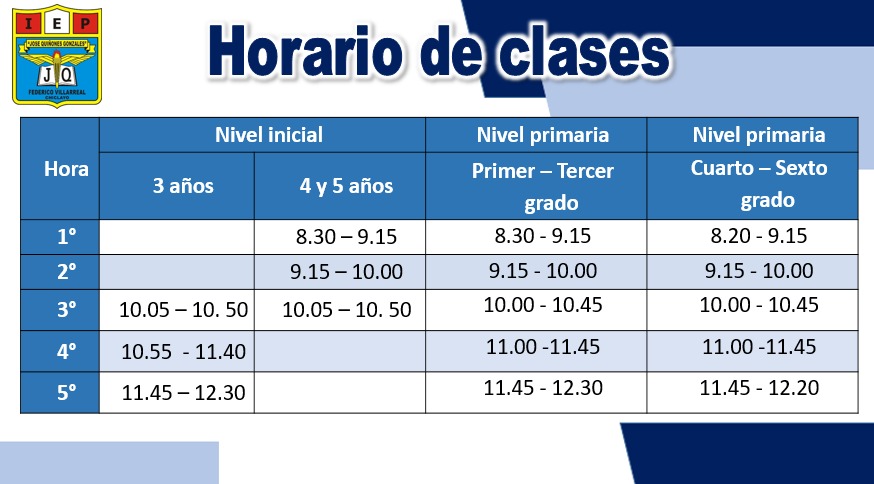 I E P
"JOSE QUIÑONES GONZALES"
J Q
FEDERICO VILLARREAL
CHICLAYO
Horario de clases
Hora
Nivel inicial
Nivel primaria
Nivel primaria
3 años
4 y 5 años
Primer – Tercer
grado
Cuarto – Sexto
grado
1° 8.30 – 9.15 8.30 - 9.15 8.20 - 9.15
2° 9.15 – 10.00 9.15 - 10.00 9.15 - 10.00
3° 10.05 – 10. 50 10.05 – 10. 50 10.00 - 10.45 10.00 - 10.45
4° 10.55 - 11.40 11.00 -11.45 11.00 -11.45
5° 11.45 – 12.30 11.45 - 12.30 11.45 - 12.20